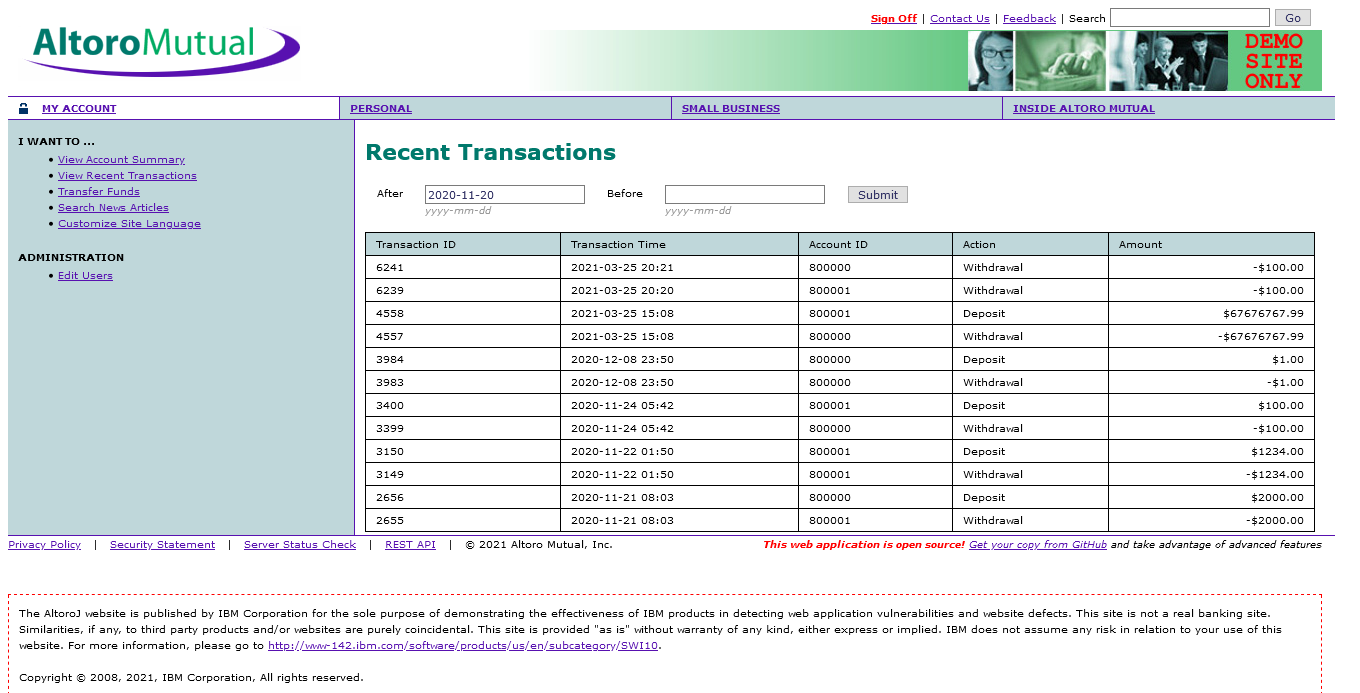 Sign Off | Contact Us | Feedback | Search Go
AltoroMutual
DEMO
SITE
ONLY
MY ACCOUNT PERSONAL SMALL BUSINESS INSIDE ALTORO MUTUAL
I WANT TO ...
• View Account Summary
• View Recent Transactions
• Transfer Funds
• Search News Articles
• Customize Site Language
ADMINISTRATION
• Edit Users
Recent Transactions
After 2020-11-20 Before Submit
yyyy-mm-dd yyyy-mm-dd
Transaction ID Transaction Time Account ID Action Amount
6241 2021-03-25 20:21 800000 Withdrawal -$100.00
6239 2021-03-25 20:20 800001 Withdrawal -$100.00
4558 2021-03-25 15:08 800001 Deposit $67676767.99
4557 2021-03-25 15:08 800001 Withdrawal -$67676767.99
3984 2020-12-08 23:50 800000 Deposit $1.00
3983 2020-12-08 23:50 800000 Withdrawal -$1.00
3400 2020-11-24 05:42 800001 Deposit $100.00
3399 2020-11-24 05:42 800001 Withdrawal -$100.00
3150 2020-11-22 01:50 800001 Deposit $1234.00
3149 2020-11-22 01:50 800001 Withdrawal -$1234.00
2656 2020-11-21 08:03 800000 Deposit $2000.00
2655 2020-11-21 08:03 800001 Withdrawal -$2000.00
Privacy Policy | Security Statement | Server Status Check | REST API | © 2021 Altoro Mutual, Inc. This web application is open source! Get your copy from GitHub and take advantage of advanced features
The AltoroJ website is published by IBM Corporation for the sole purpose of demonstrating the effectiveness of IBM products in detecting web application vulnerabilities and website defects. This site is not a real banking site.
Similarities, if any, to third party products and/or websites are purely coincidental. This site is provided "as is" without warranty of any kind, either express or implied. IBM does not assume any risk in relation to your use of this
website. For more information, please go to http://www-142.ibm.com/software/products/us/en/subcategory/SWI10.
Copyright © 2008, 2021, IBM Corporation, All rights reserved.